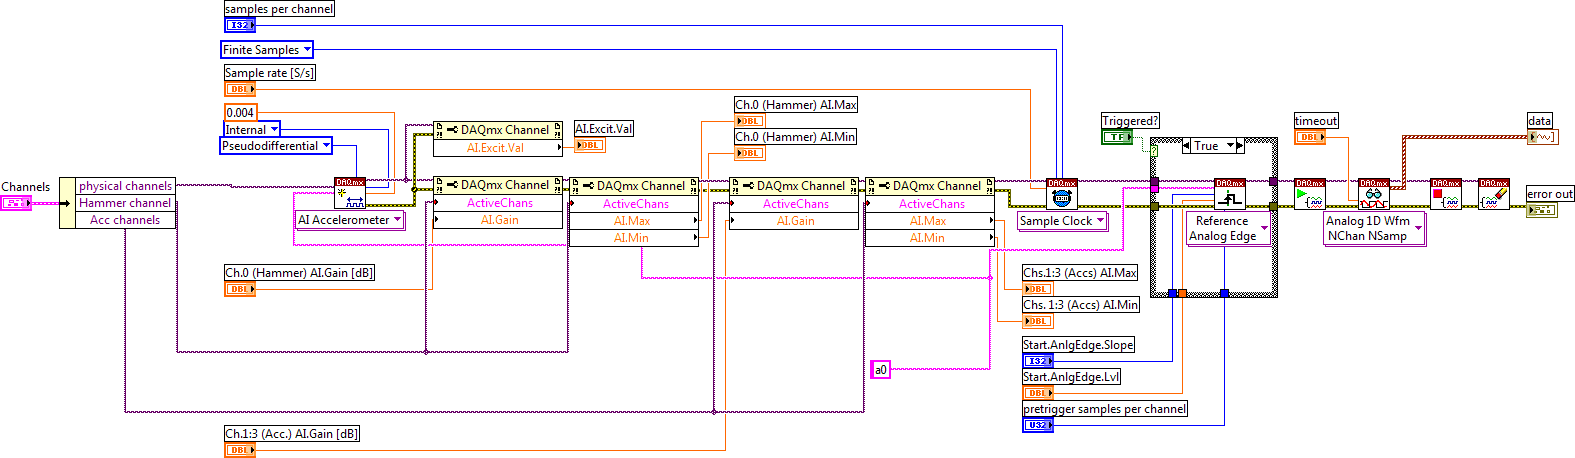 samples per channel
I32
Finite Samples
Sample rate [S/s]
DBL
0.004
Internal
Pseudodifferential
Channels
physical channels
Hammer channel
Acc channels
DAQmx
AI Accelerometer
DAQmx Channel
AI.Excit.Val
AI.Excit.Val
DBL
DAQmx Channel
ActiveChans
AI.Gain
DAQmx Channel
ActiveChans
AI.Max
AI.Min
Ch.0 (Hammer) AI.Max
DBL
Ch.0 (Hammer) AI.Min
DBL
DAQmx Channel
ActiveChans
AI.Gain
DAQmx Channel
ActiveChans
AI.Max
AI.Min
Ch.0 (Hammer) AI.Gain [dB]
DBL
Ch.1:3 (Acc.) AI.Gain [dB]
DBL
a0
DAQmx
Sample Clock
Chs.1:3 (Accs) AI.Max
DBL
Chs. 1:3 (Accs) AI.Min
DBL
Start.AnlgEdge.Slope
I32
Start.AnlgEdge.Lvl
DBL
pretrigger samples per channel
U32
Triggered?
TF
?
True
DAQmx
Reference
Analog Edge
timeout
DBL
DAQmx
DAQmx
Analog 1D Wfm
NChan NSamp
DAQmx
DAQmx
data
error out